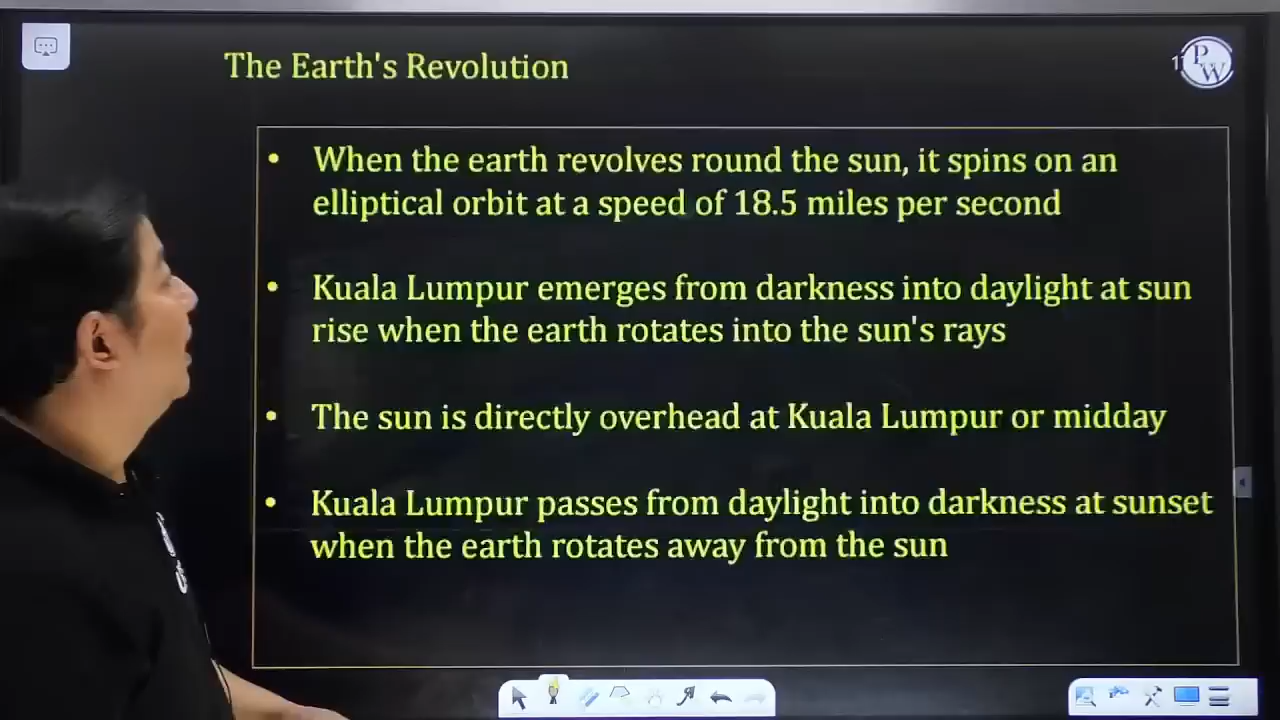 The Earth's Revolution
1
PW
• When the earth revolves round the sun, it spins on an
elliptical orbit at a speed of 18.5 miles per second
• Kuala Lumpur emerges from darkness into daylight at sun
rise when the earth rotates into the sun's rays
• The sun is directly overhead at Kuala Lumpur or midday
• Kuala Lumpur passes from daylight into darkness at sunset
when the earth rotates away from the sun